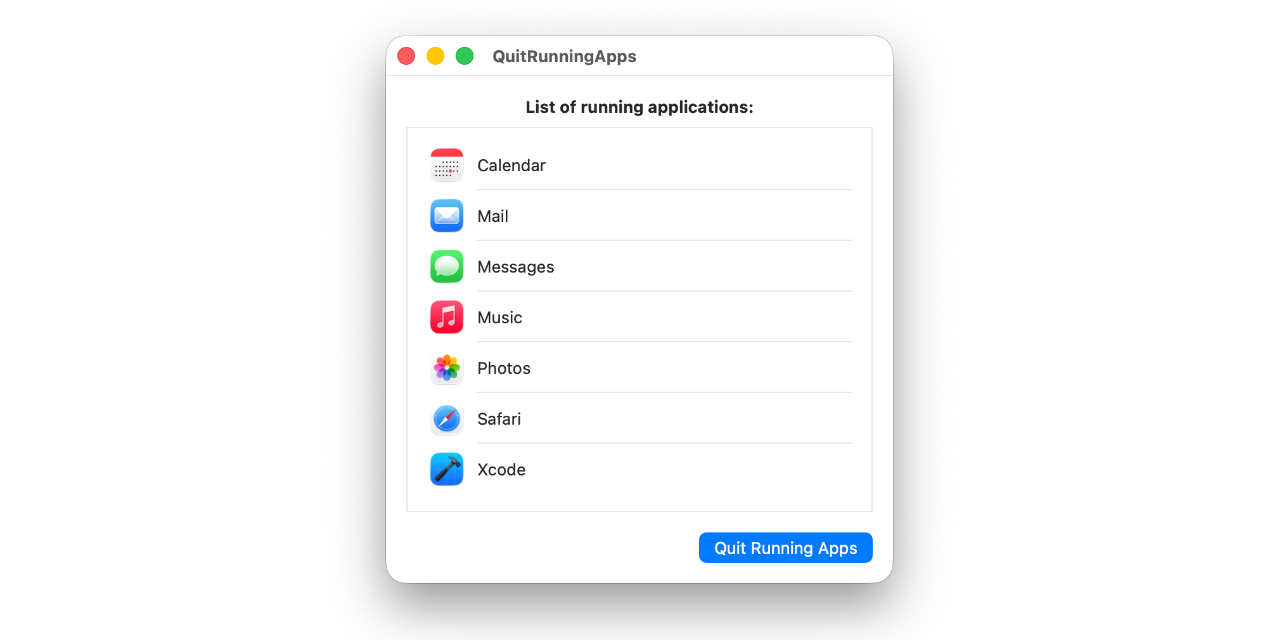 QuitRunningApps
List of running applications:
Calendar
Mail
Messages
Music
Photos
Safari
Xcode
Quit Running Apps